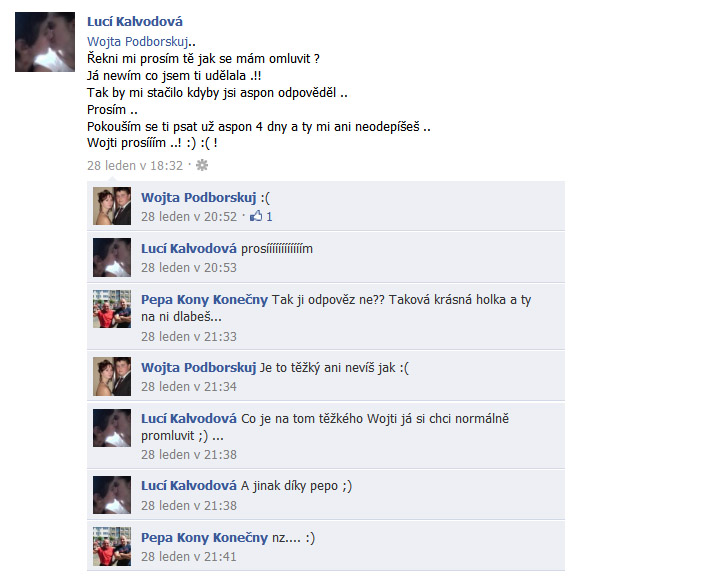 Lucí Kalvodová
Wojta Podborskuj..
Řekni mi prosím tě jak se mám omluvit ?
Já newím co jsem ti udělala .!!
Tak by mi stačilo kdyby jsi aspon odpověděl ..
Prosím ..
Pokouším se ti psat už aspon 4 dny a ty mi ani neodepíšeš ..
Wojti prosííím ..! :) :( !
28 leden v 18:32 ·
Wojta Podborskuj :(
28 leden v 20:52 · 1
Lucí Kalvodová prosííííííííííím
28 leden v 20:53
Pepa Kony Konečny Tak ji odpověz ne?? Taková krásná holka a ty
na ni dlabeš...
28 leden v 21:33
Wojta Podborskuj Je to těžký ani nevíš jak :(
28 leden v 21:34
Lucí Kalvodová Co je na tom těžkého Wojti já si chci normálně
promluvit ;) ...
28 leden v 21:38
Lucí Kalvodová A jinak díky pepo ;)
28 leden v 21:38
Pepa Kony Konečny nz.... :)
28 leden v 21:41